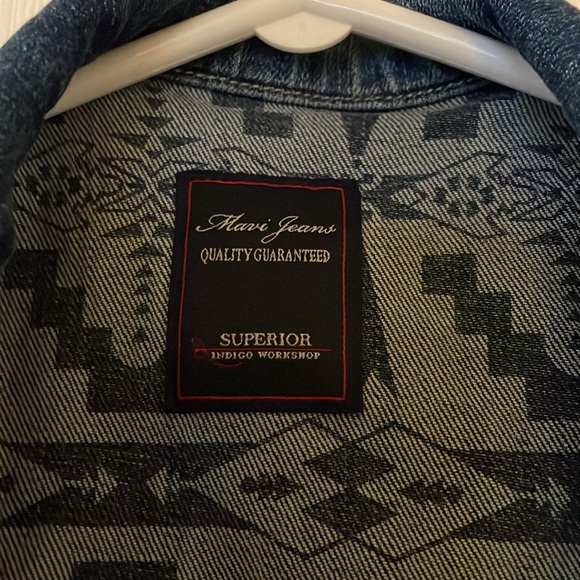 Mavi Jeans
QUALITY GUARANTEED
SUPERIOR
INDIGO WORKSHOP